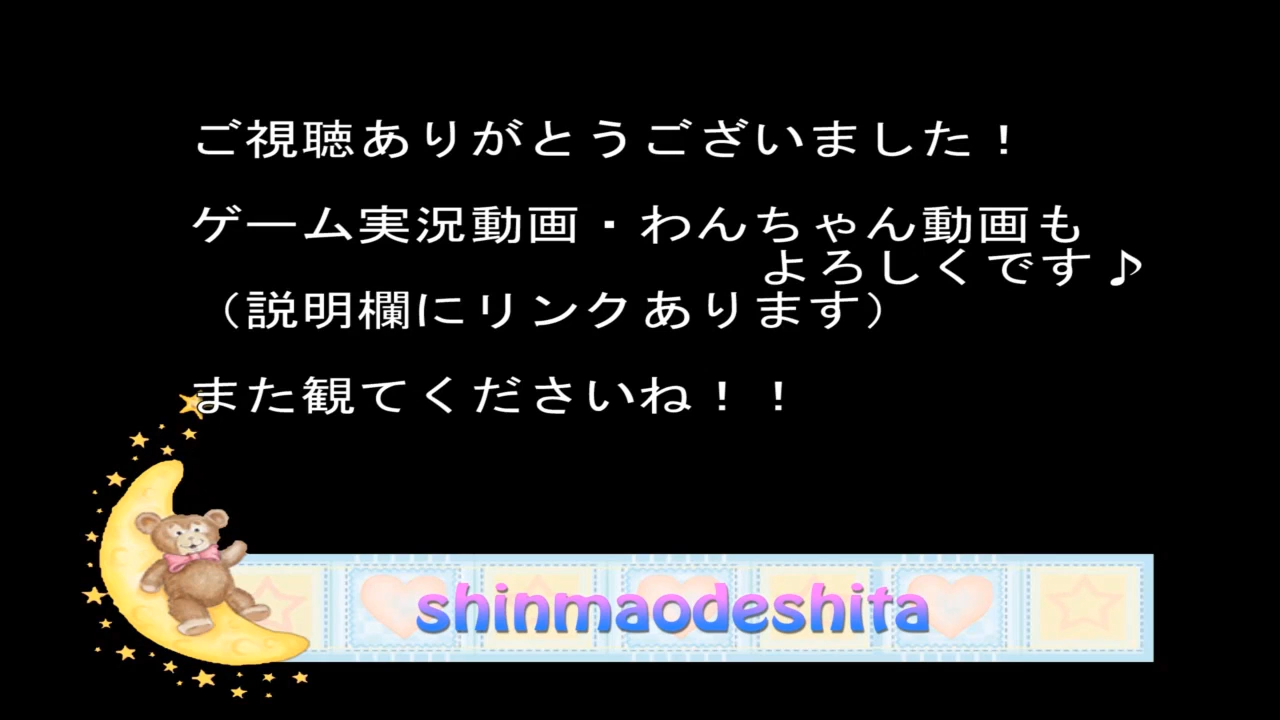 ご視聴ありがとうございました！
ゲーム実況動画・わんちゃん動画も
よろしくです♪
（説明欄にリンクあります）
また観てくださいね！！
shinmaodeshita